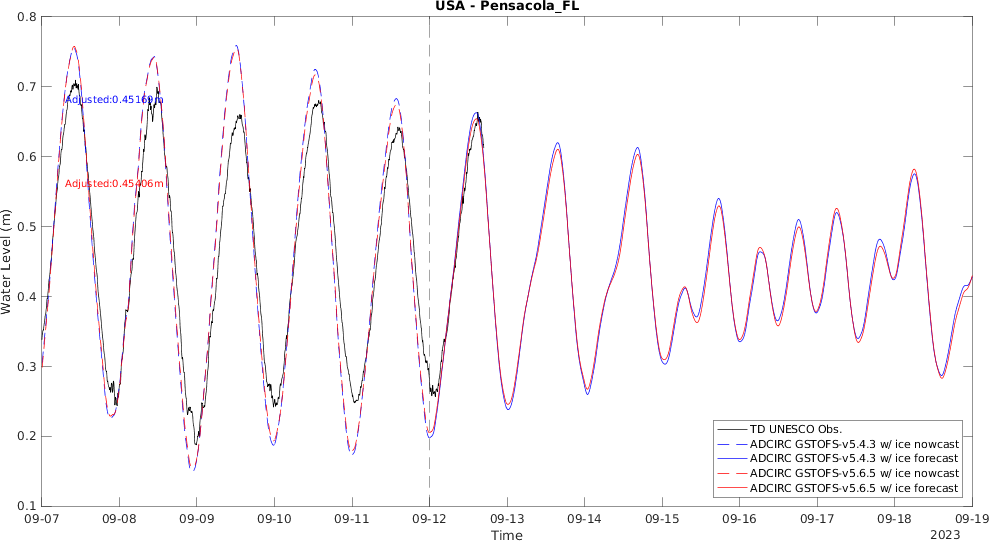 USA - Pensacola_FL
0.8
0.7
0.6
0.5
0.4
0.3
0.2
0.1
Water Level (m)
Adjusted:0.45169m
Adjusted:0.45406m
TD UNESCO Obs.
ADCIRC GSTOFS-v5.4.3 w/ ice nowcast
ADCIRC GSTOFS-v5.4.3 w/ ice forecast
ADCIRC GSTOFS-v5.6.5 w/ ice nowcast
ADCIRC GSTOFS-v5.6.5 w/ ice forecast
09-07 09-08 09-09 09-10 09-11 09-12 09-13 09-14 09-15 09-16 09-17 09-18 09-19
Time
2023